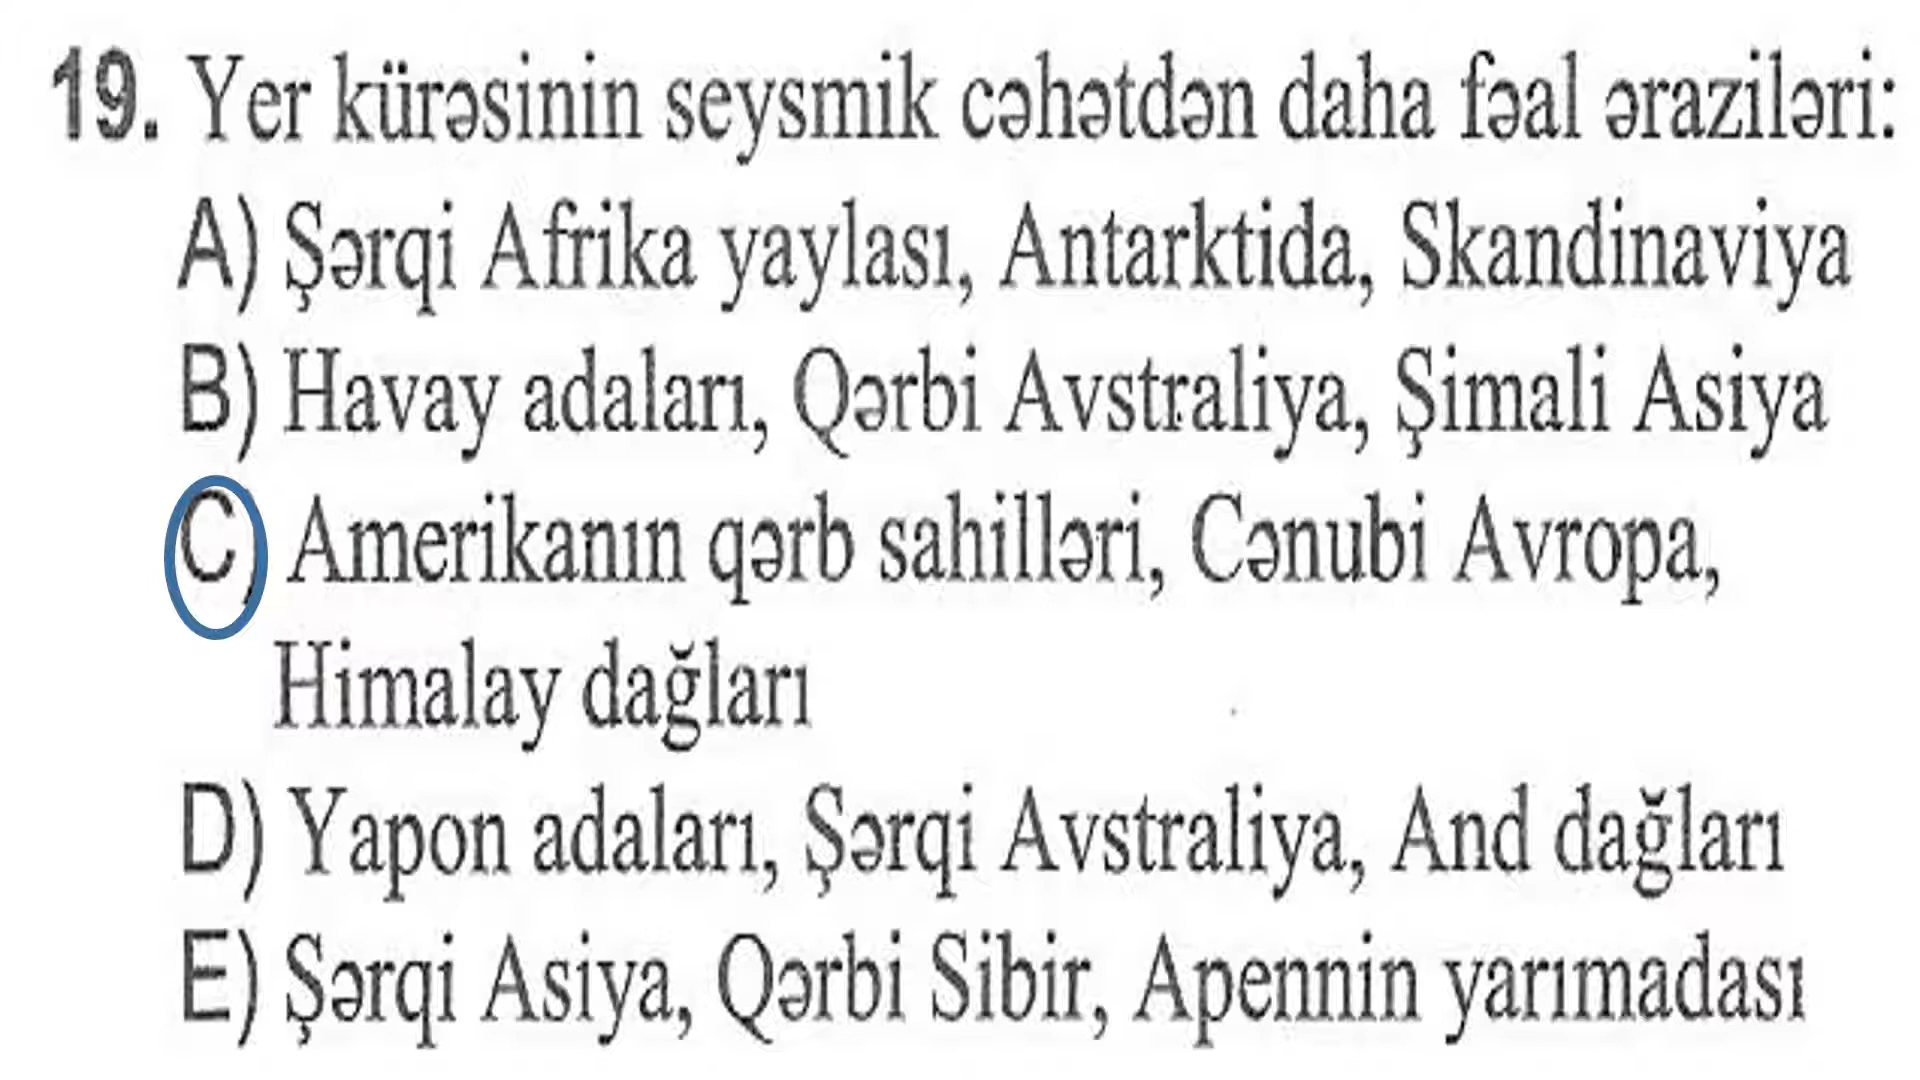 19. Yer kürəsinin seysmik cəhətdən daha fəal əraziləri:
A) Şərqi Afrika yaylası, Antarktida, Skandinaviya
B) Havay adaları, Qərbi Avstraliya, Şimali Asiya
C) Amerikanın qərb sahilləri, Cənubi Avropa,
Himalay dağları
D) Yapon adaları, Şərqi Avstraliya, And dağları
E) Şərqi Asiya, Qərbi Sibir, Apennin yarımadası